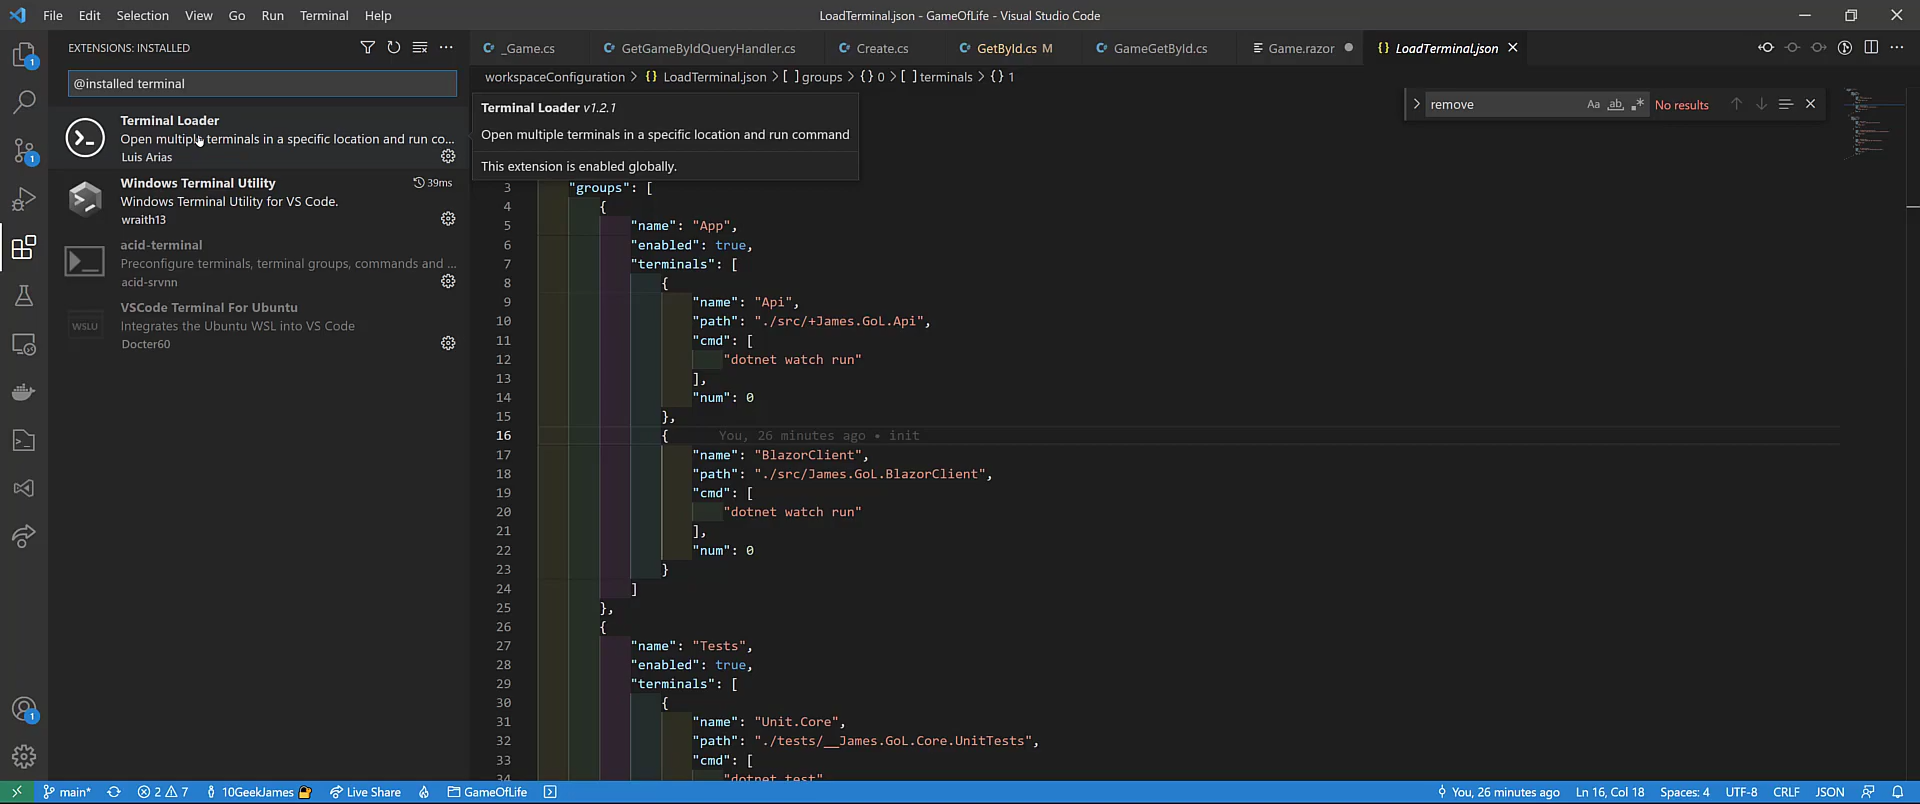 File Edit Selection View Go Run Terminal Help
LoadTerminal.json - GameOfLife - Visual Studio Code
EXTENSIONS: INSTALLED
@installed terminal
Terminal Loader
Open multiple terminals in a specific location and run co...
Luis Arias
Windows Terminal Utility 39ms
Windows Terminal Utility for VS Code.
wraith13
acid-terminal
Preconfigure terminals, terminal groups, commands and ...
acid-srvnn
WSLU
VSCode Terminal For Ubuntu
Integrates the Ubuntu WSL into VS Code
Docter60
1
1
1
_Game.cs GetGameByIdQueryHandler.cs Create.cs GetById.cs M GameGetById.cs Game.razor {} LoadTerminal.json
workspaceConfiguration > {} LoadTerminal.json > [ ] groups > {} 0 > [ ] terminals > {} 1
Terminal Loader v1.2.1
Open multiple terminals in a specific location and run command
This extension is enabled globally.
remove Aa ab .* No results
3 "groups": [
4 {
5 "name": "App",
6 "enabled": true,
7 "terminals": [
8 {
9 "name": "Api",
10 "path": "./src/+James.GoL.Api",
11 "cmd": [
12 "dotnet watch run"
13 ],
14 "num": 0
15 },
16 { You, 26 minutes ago • init
17 "name": "BlazorClient",
18 "path": "./src/James.GoL.BlazorClient",
19 "cmd": [
20 "dotnet watch run"
21 ],
22 "num": 0
23 }
24 ]
25 },
26 {
27 "name": "Tests",
28 "enabled": true,
29 "terminals": [
30 {
31 "name": "Unit.Core",
32 "path": "./tests/__James.GoL.Core.UnitTests",
33 "cmd": [
34 "dotnet test"
main* 2 7 10GeekJames Live Share GameOfLife You, 26 minutes ago Ln 16, Col 18 Spaces: 4 UTF-8 CRLF JSON